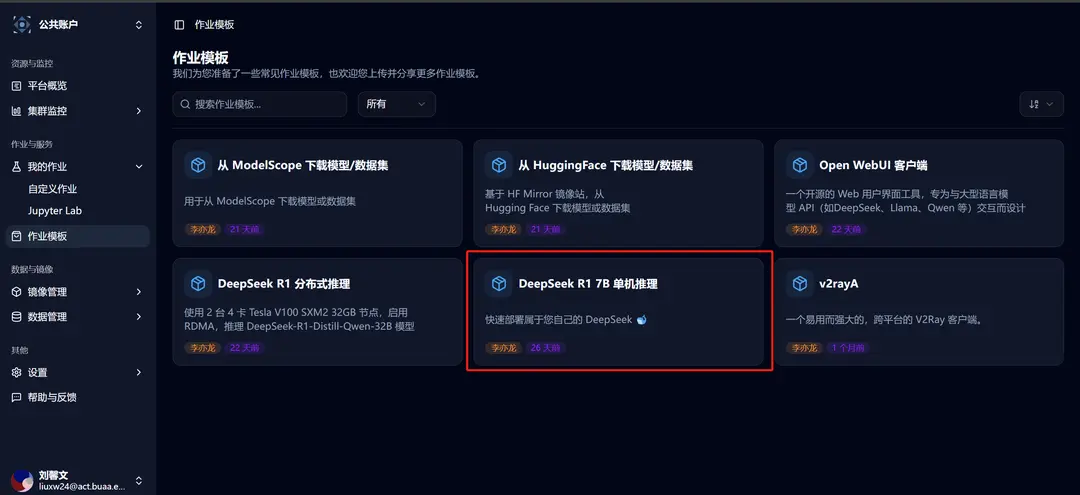 公共账户
资源与监控
平台概览
集群监控
作业与服务
我的作业
自定义作业
Jupyter Lab
作业模板
数据与镜像
镜像管理
数据管理
其他
设置
帮助与反馈
刘馨文
liuxw24@act.buaa.e...
作业模板
作业模板
我们为您准备了一些常见作业模板，也欢迎您上传并分享更多作业模板。
搜索作业模板...
所有
从 ModelScope 下载模型/数据集
用于从 ModelScope 下载模型或数据集
李亦龙 21 天前
从 HuggingFace 下载模型/数据集
基于 HF Mirror 镜像站，从
Hugging Face 下载模型或数据集
李亦龙 21 天前
Open WebUI 客户端
一个开源的 Web 用户界面工具，专为与大型语言模
型 API（如DeepSeek、Llama、Qwen 等）交互而设计
李亦龙 22 天前
DeepSeek R1 分布式推理
使用 2 台 4 卡 Tesla V100 SXM2 32GB 节点，启用
RDMA，推理 DeepSeek-R1-Distill-Qwen-32B 模型
李亦龙 22 天前
DeepSeek R1 7B 单机推理
快速部署属于您自己的 DeepSeek 🐋
李亦龙 26 天前
v2rayA
一个易用而强大的，跨平台的 V2Ray 客户端。
李亦龙 1 个月前